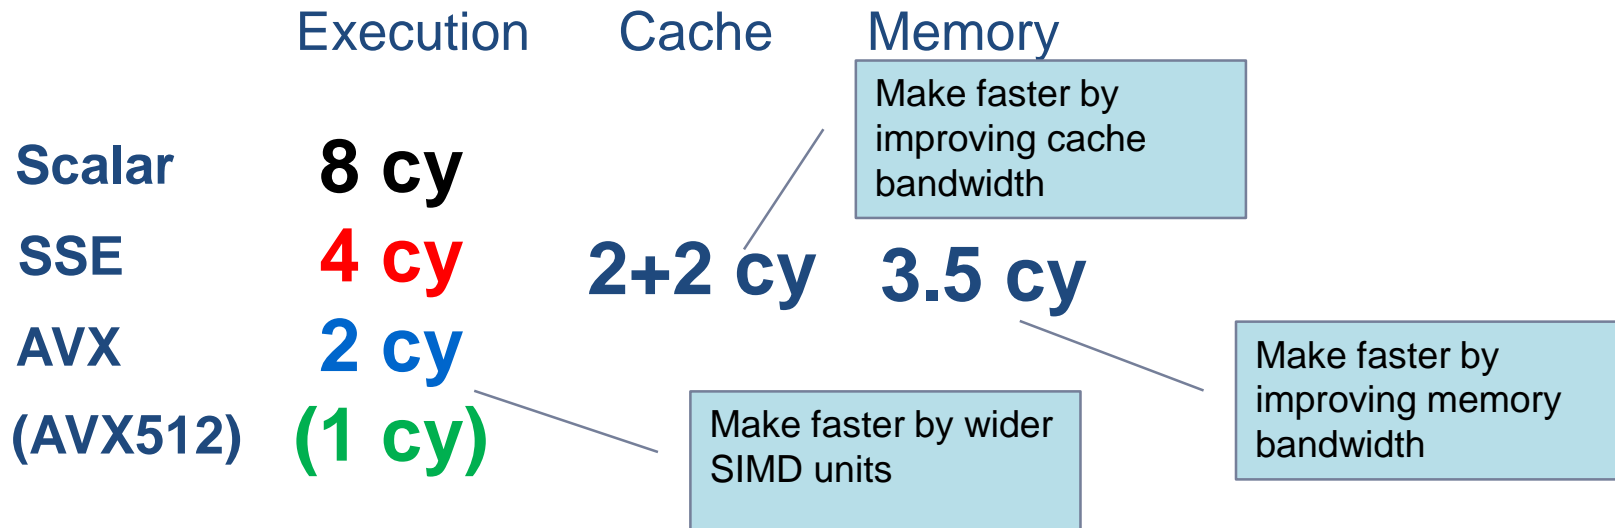 Execution Cache Memory
Make faster by
improving cache
bandwidth
Scalar 8 cy
SSE 4 cy 2+2 cy 3.5 cy
AVX 2 cy
(AVX512) (1 cy)
Make faster by wider
SIMD units
Make faster by
improving memory
bandwidth